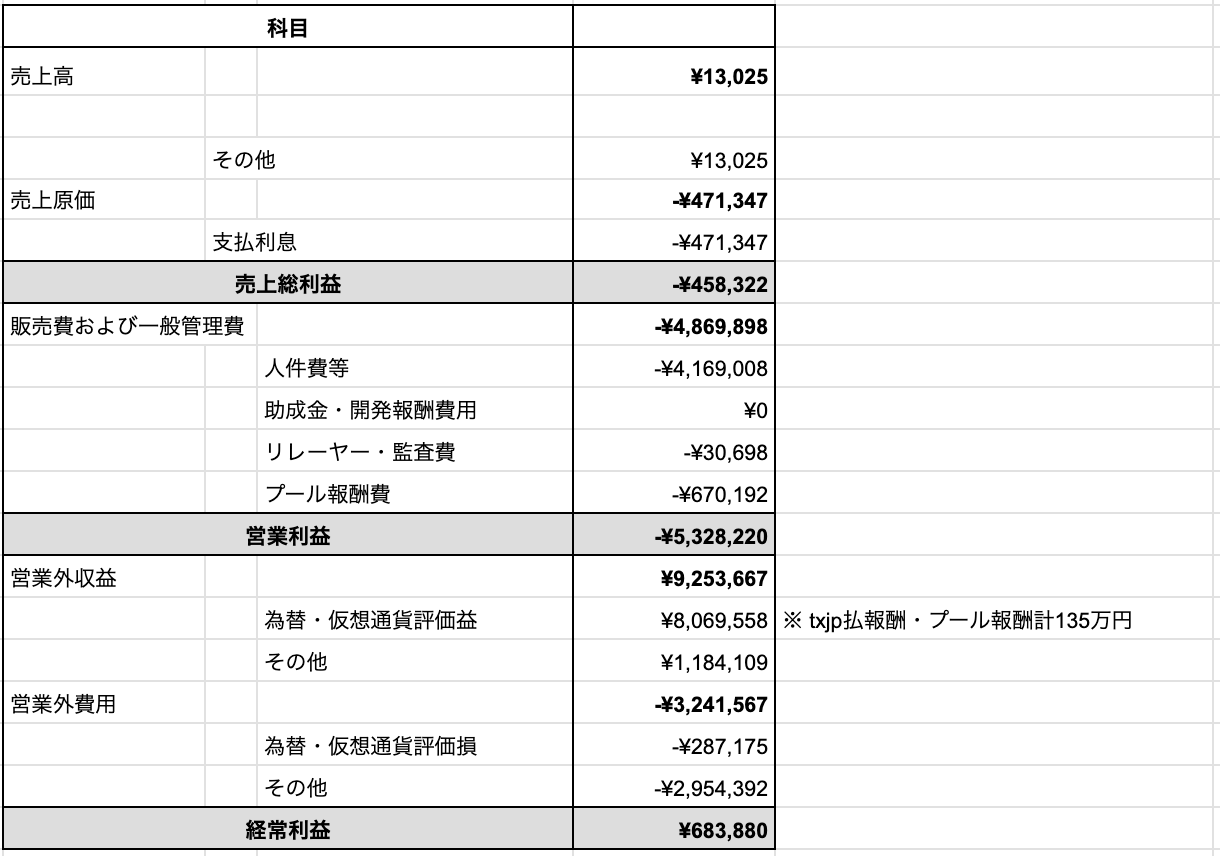 科目
売上高 ¥13,025
その他 ¥13,025
売上原価 -¥471,347
支払利息 -¥471,347
売上総利益 -¥458,322
販売費および一般管理費 -¥4,869,898
人件費等 -¥4,169,008
助成金・開発報酬費用 ¥0
リレーヤー・監査費 -¥30,698
プール報酬費 -¥670,192
営業利益 -¥5,328,220
営業外収益 ¥9,253,667
為替・仮想通貨評価益 ¥8,069,558 ※ txjp払報酬・プール報酬計135万円
その他 ¥1,184,109
営業外費用 -¥3,241,567
為替・仮想通貨評価損 -¥287,175
その他 -¥2,954,392
経常利益 ¥683,880